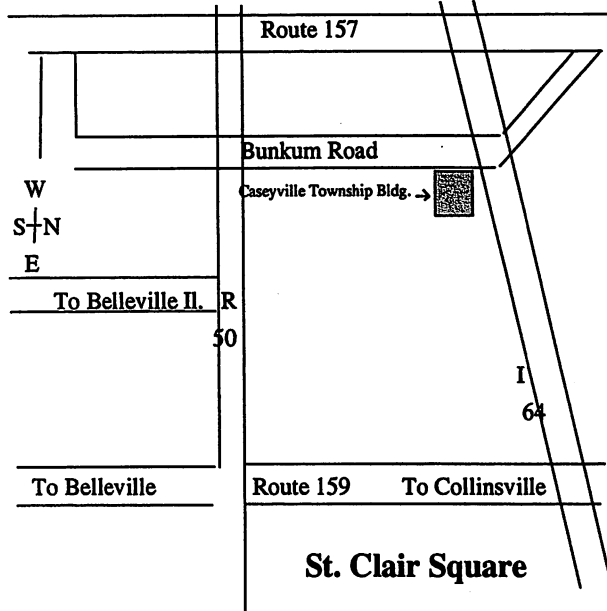 Route 157
Bunkum Road
Caseyville Township Bldg.
W
S N
E
To Belleville Il.
R
50
I
64
To Belleville
Route 159
To Collinsville
St. Clair Square